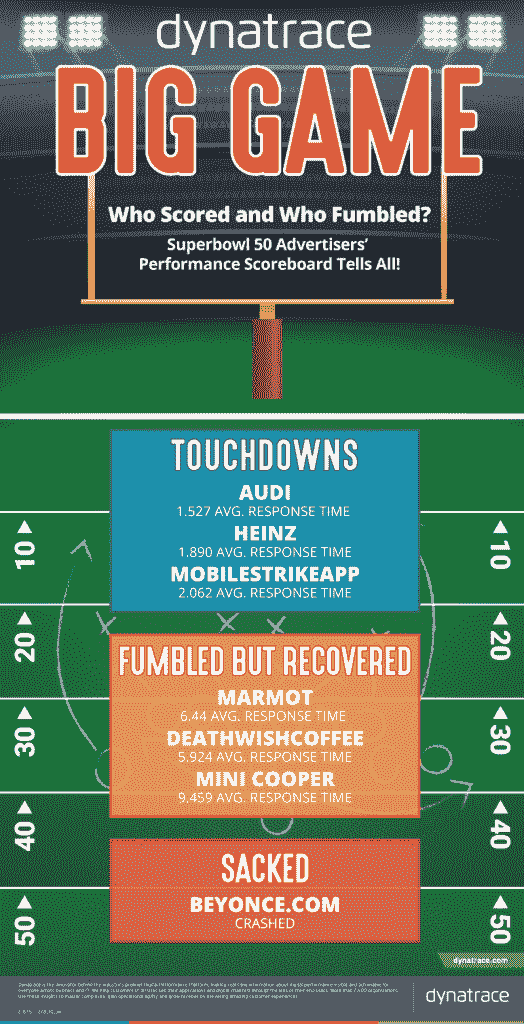 dynatrace
BIG GAME
Who Scored and Who Fumbled?
Superbowl 50 Advertisers'
Performance Scoreboard Tells All!
TOUCHDOWNS
AUDI
1.527 AVG. RESPONSE TIME
HEINZ
1.890 AVG. RESPONSE TIME
MOBILESTRIKEAPP
2.062 AVG. RESPONSE TIME
10
10
20
20
FUMBLED BUT RECOVERED
MARMOT
6.44 AVG. RESPONSE TIME
DEATHWISHCOFFEE
5.924 AVG. RESPONSE TIME
MINI COOPER
9.459 AVG. RESPONSE TIME
30
30
40
40
SACKED
BEYONCE.COM
CRASHED
50
50
dynatrace.com
dynatrace